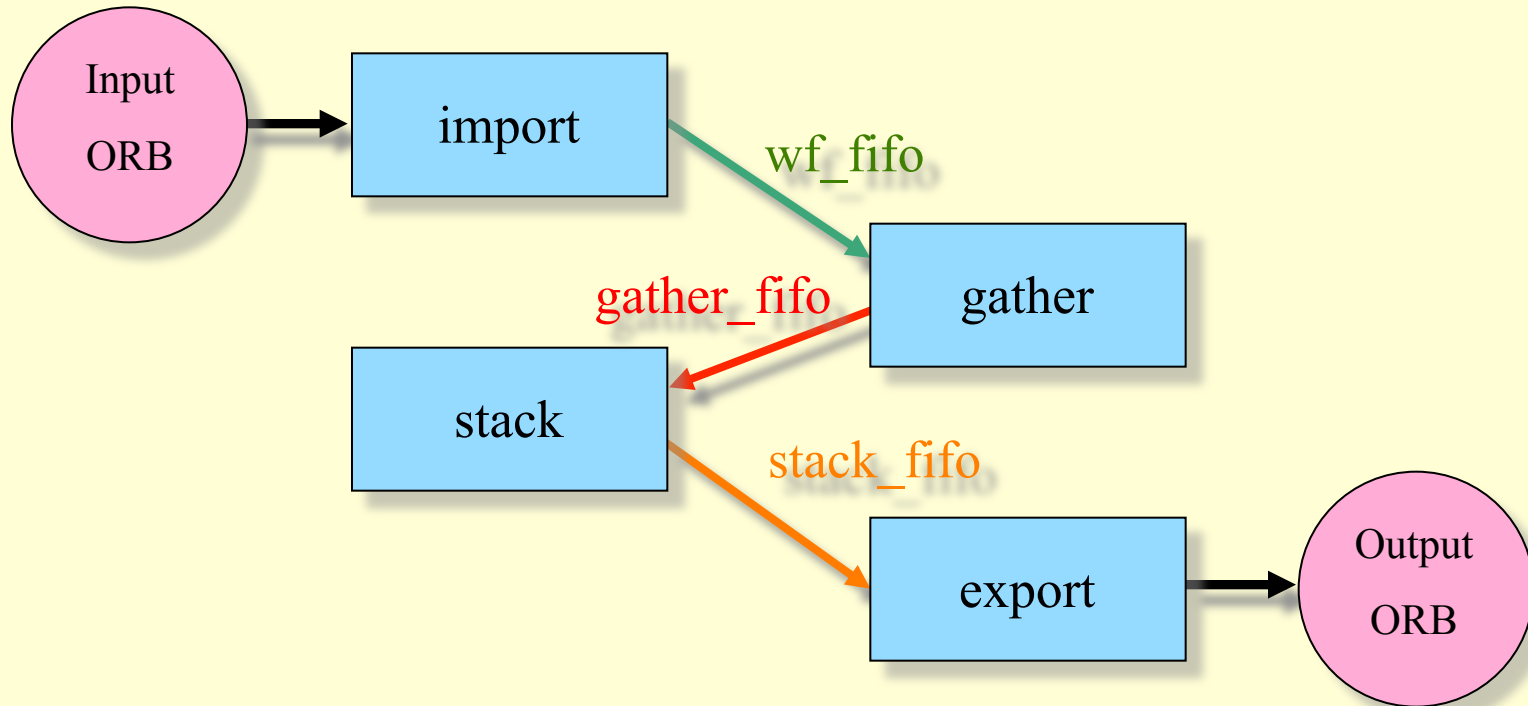 Input
ORB
import
wf_fifo
gather_fifo
gather
stack
stack_fifo
export
Output
ORB